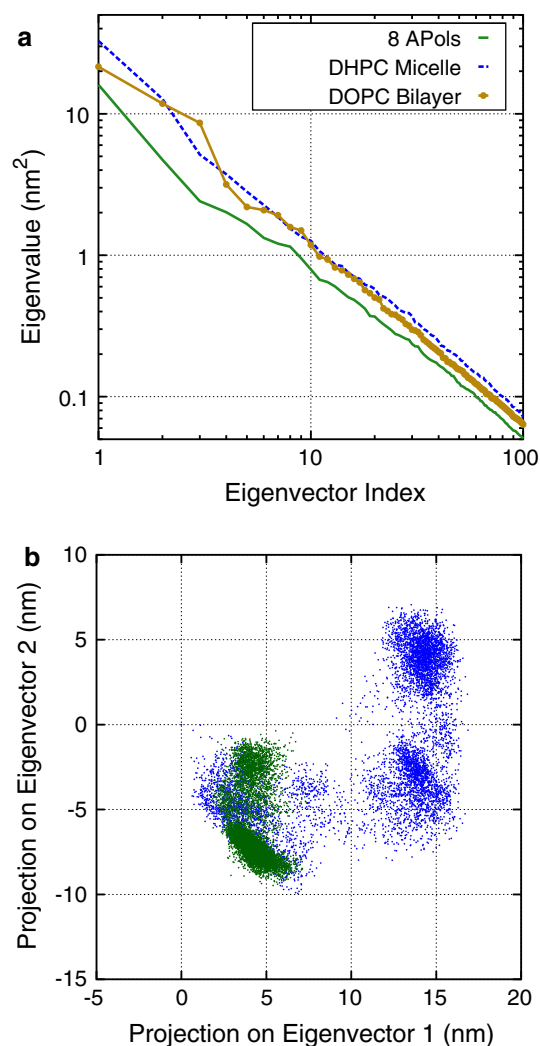 a
8 APols
DHPC Micelle
DOPC Bilayer
Eigenvalue (nm²)
10
1
0.1
1
10
100
Eigenvector Index
b
Projection on Eigenvector 2 (nm)
10
5
0
-5
-10
-15
-5
0
5
10
15
20
Projection on Eigenvector 1 (nm)